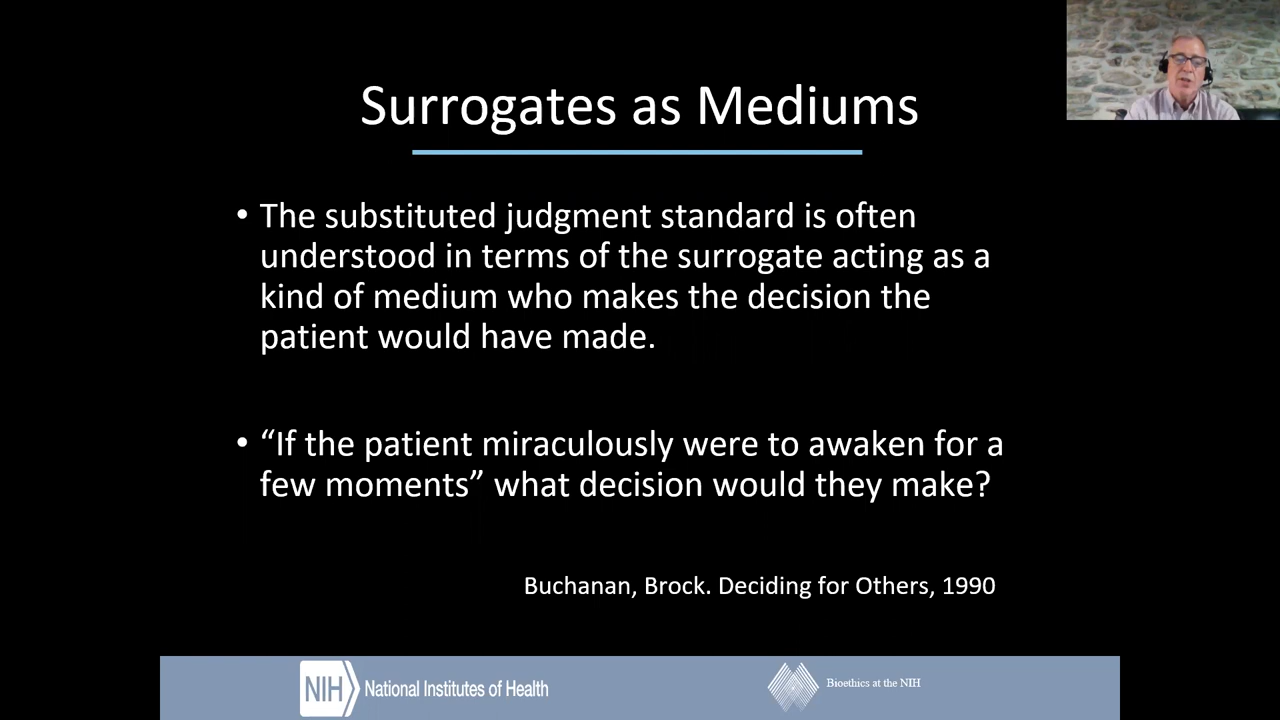 Surrogates as Mediums
• The substituted judgment standard is often
understood in terms of the surrogate acting as a
kind of medium who makes the decision the
patient would have made.
• “If the patient miraculously were to awaken for a
few moments” what decision would they make?
Buchanan, Brock. Deciding for Others, 1990
NIH National Institutes of Health
Bioethics at the NIH